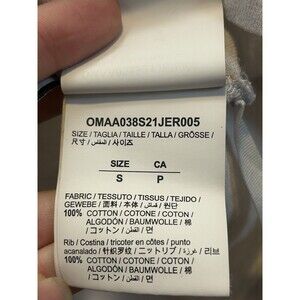 OMAA038S21JER005
SIZE / TAGLIA / TAILLE / TALLA / GRÖSSE /
尺寸 / المقاس / 사이즈
SIZE CA
S P
FABRIC / TESSUTO / TISSUS / TEJIDO /
GEWEBE / 面料 / 本体 / قماش / 원단
100% COTTON / COTONE / COTON /
ALGODÓN / BAUMWOLLE / 棉
/ コットン / قطن / 면
Rib / Costina / tricoter en côtes / punto
acanalado / 针织罗纹 / ニットリブ / 리브
100% COTTON / COTONE / COTON /
ALGODÓN / BAUMWOLLE / 棉
/ コットン / قطن / 면